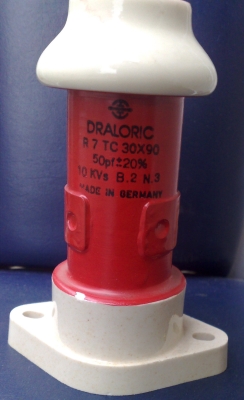 DRALORIC
R 7 TC 30X90
50pf±20%
10 KVs B.2 N.3
MADE IN GERMANY